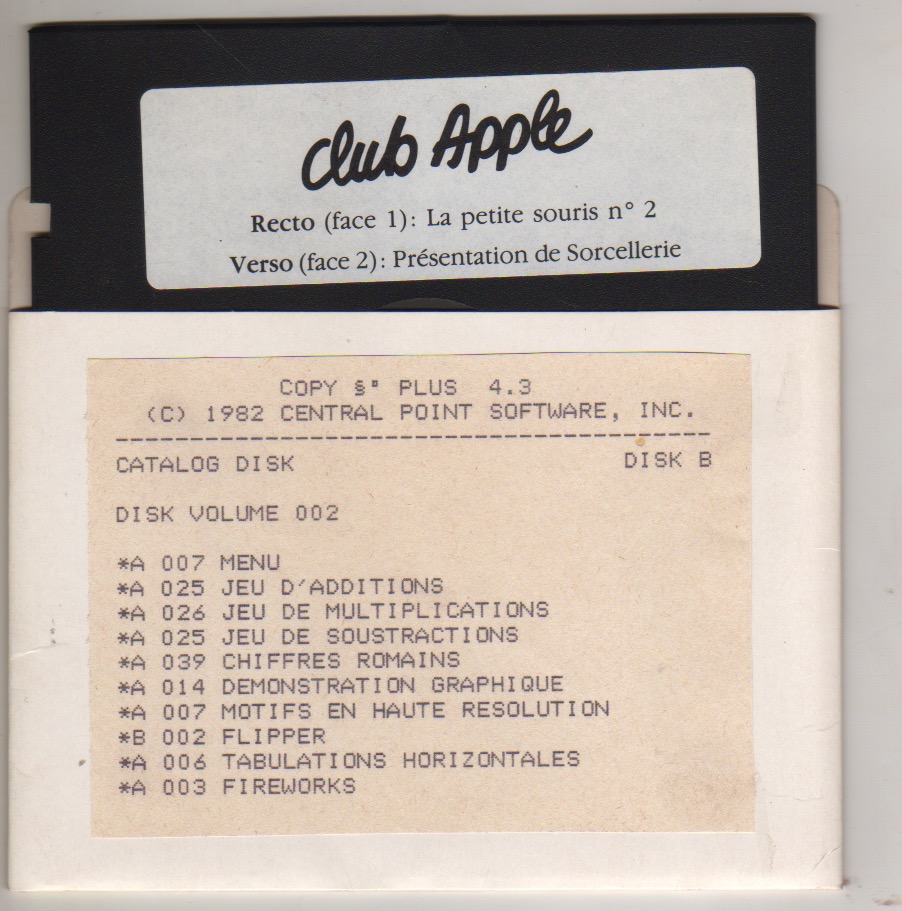 Club Apple
Recto (face 1): La petite souris n° 2
Verso (face 2): Présentation de Sorcellerie
COPY §° PLUS 4.3
(C) 1982 CENTRAL POINT SOFTWARE, INC.
----------------------------------------
CATALOG DISK DISK B
DISK VOLUME 002
*A 007 MENU
*A 025 JEU D'ADDITIONS
*A 026 JEU DE MULTIPLICATIONS
*A 025 JEU DE SOUSTRACTIONS
*A 039 CHIFFRES ROMAINS
*A 014 DEMONSTRATION GRAPHIQUE
*A 007 MOTIFS EN HAUTE RESOLUTION
*B 002 FLIPPER
*A 006 TABULATIONS HORIZONTALES
*A 003 FIREWORKS